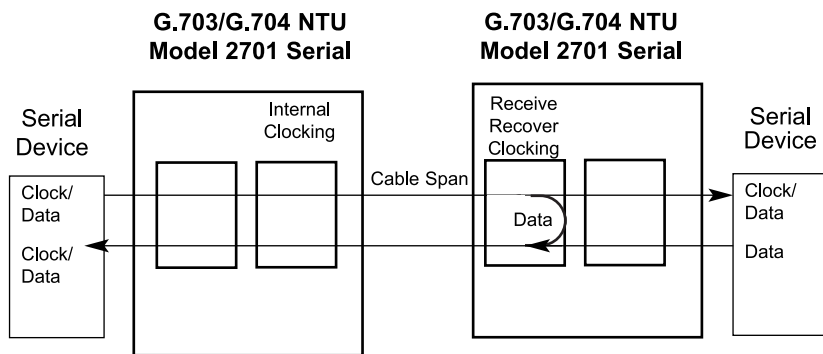 G.703/G.704 NTU
Model 2701 Serial
G.703/G.704 NTU
Model 2701 Serial
Serial
Device
Internal
Clocking
Receive
Recover
Clocking
Serial
Device
Clock/
Data
Clock/
Data
Cable Span
Data
Clock/
Data
Data